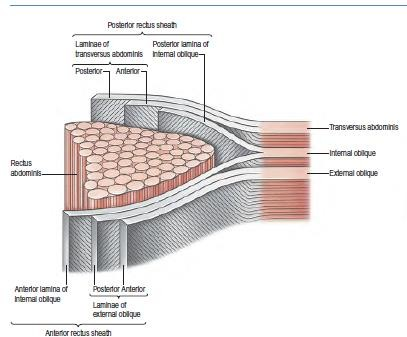 Posterior rectus sheath
Laminae of
transversus abdominis
Posterior lamina of
internal oblique
Posterior
Anterior
Transversus abdominis
Internal oblique
External oblique
Rectus
abdominis
Anterior lamina of
internal oblique
Posterior Anterior
Laminae of
external oblique
Anterior rectus sheath